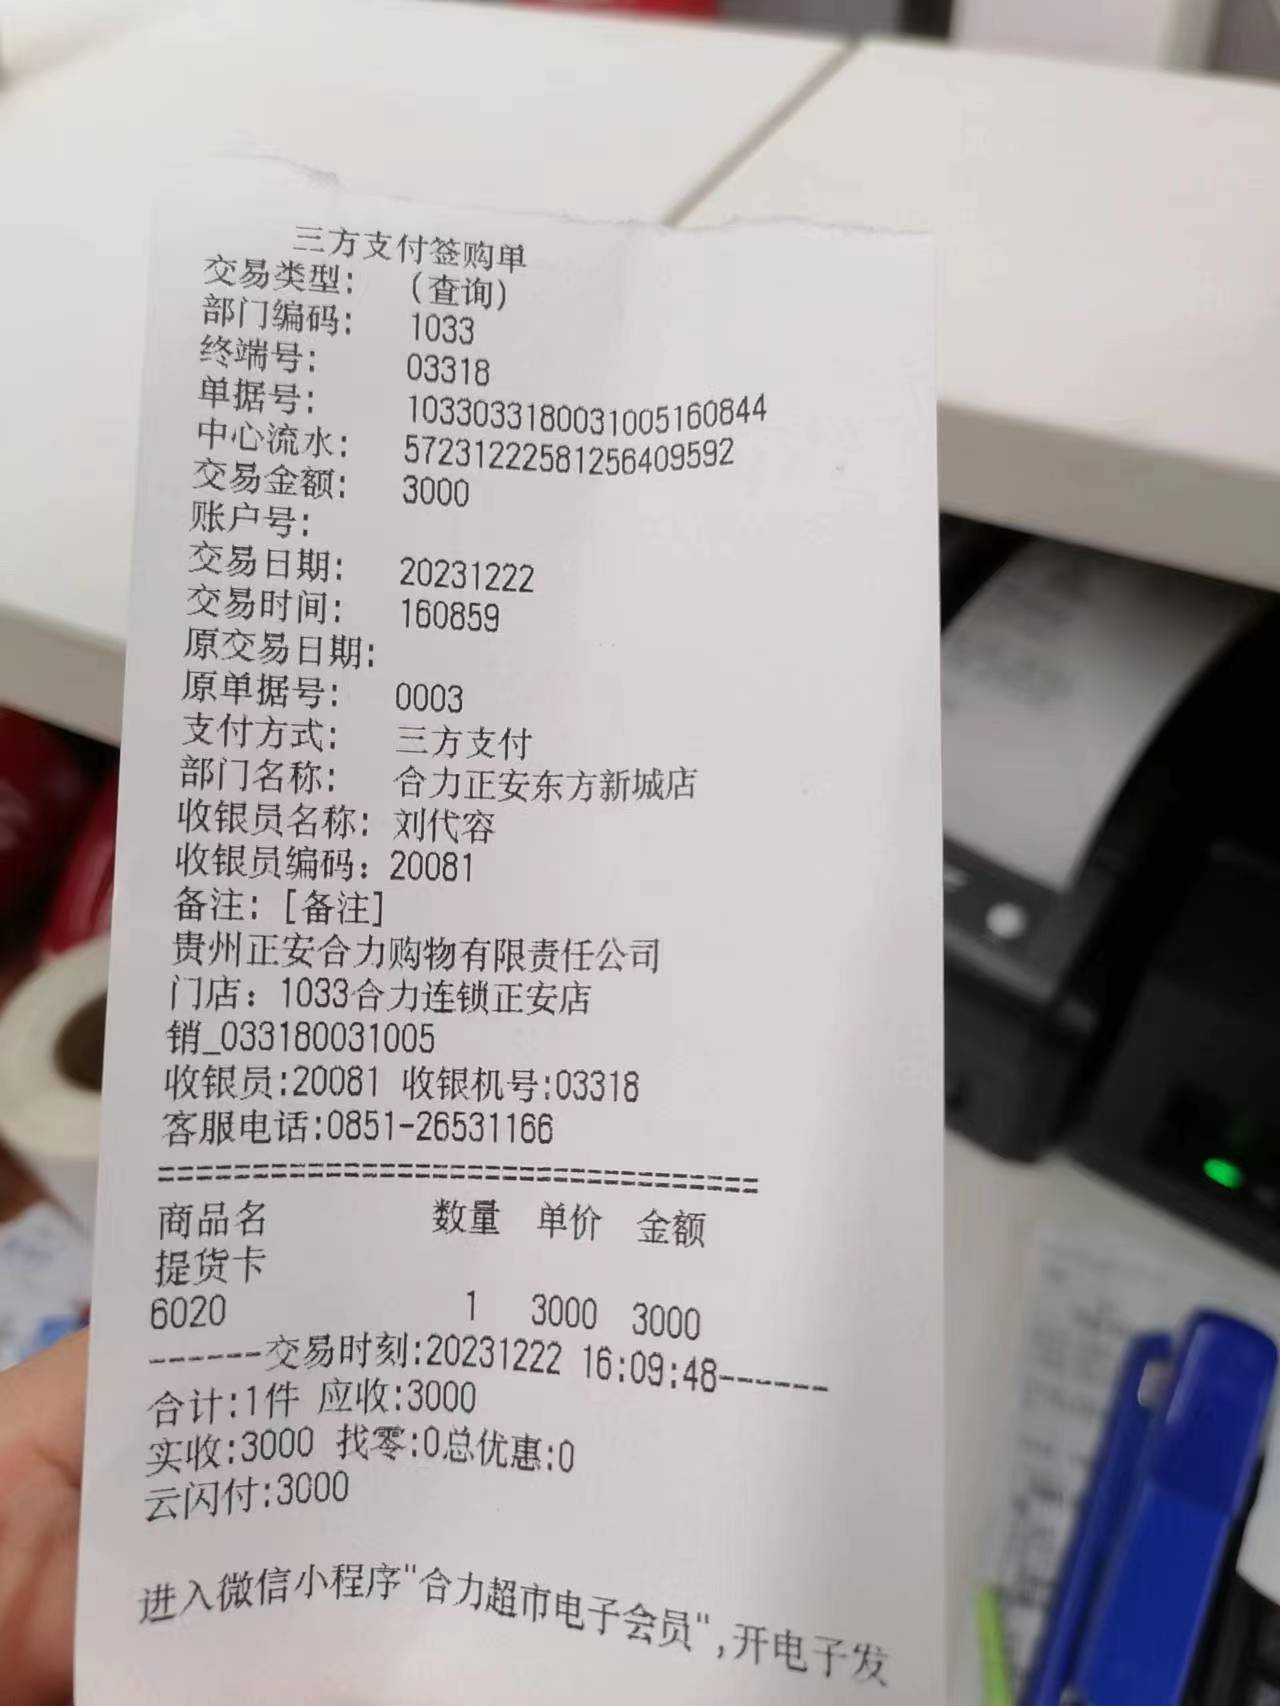 三方支付签购单
交易类型： (查询)
部门编码： 1033
终端号： 03318
单据号： 1033033180031005160844
中心流水： 57231222581256409592
交易金额： 3000
账户号：
交易日期： 20231222
交易时间： 160859
原交易日期：
原单据号： 0003
支付方式： 三方支付
部门名称： 合力正安东方新城店
收银员名称：刘代容
收银员编码：20081
备注：[备注]
贵州正安合力购物有限责任公司
门店：1033合力连锁正安店
销_033180031005
收银员:20081 收银机号:03318
客服电话:0851-26531166
================================
商品名 数量 单价 金额
提货卡
6020 1 3000 3000
------交易时刻:20231222 16:09:48------
合计:1件 应收:3000
实收:3000 找零:0总优惠:0
云闪付:3000
进入微信小程序"合力超市电子会员",开电子发